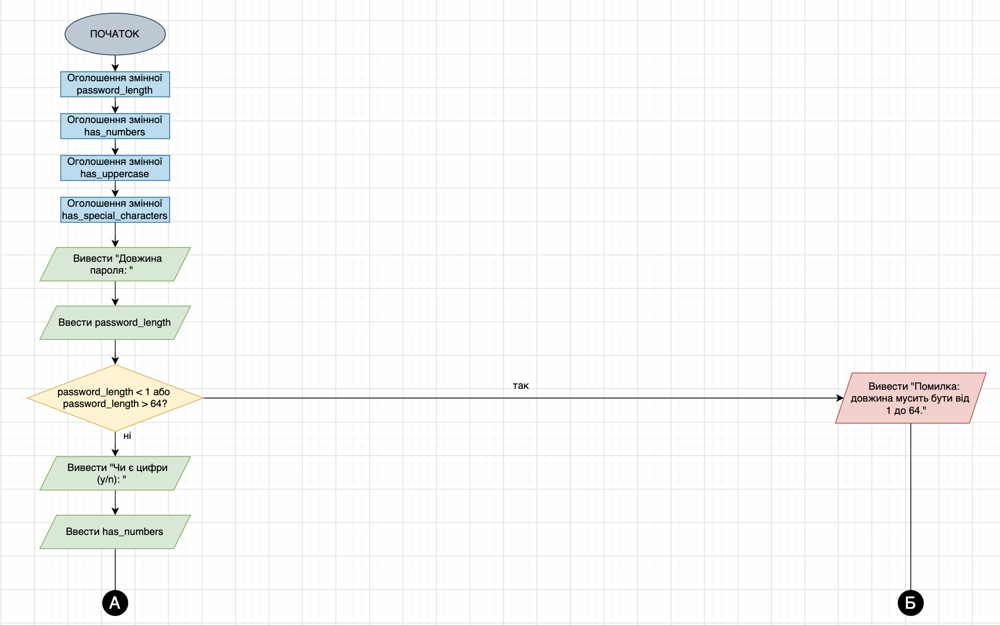 ПОЧАТОК
Оголошення змінної
password_length
Оголошення змінної
has_numbers
Оголошення змінної
has_uppercase
Оголошення змінної
has_special_characters
Вивести "Довжина
пароля: "
Ввести password_length
password_length < 1 або
password_length > 64?
так
Вивести "Помилка:
довжина мусить бути від
1 до 64."
ні
Вивести "Чи є цифри
(y/n): "
Ввести has_numbers
А
Б